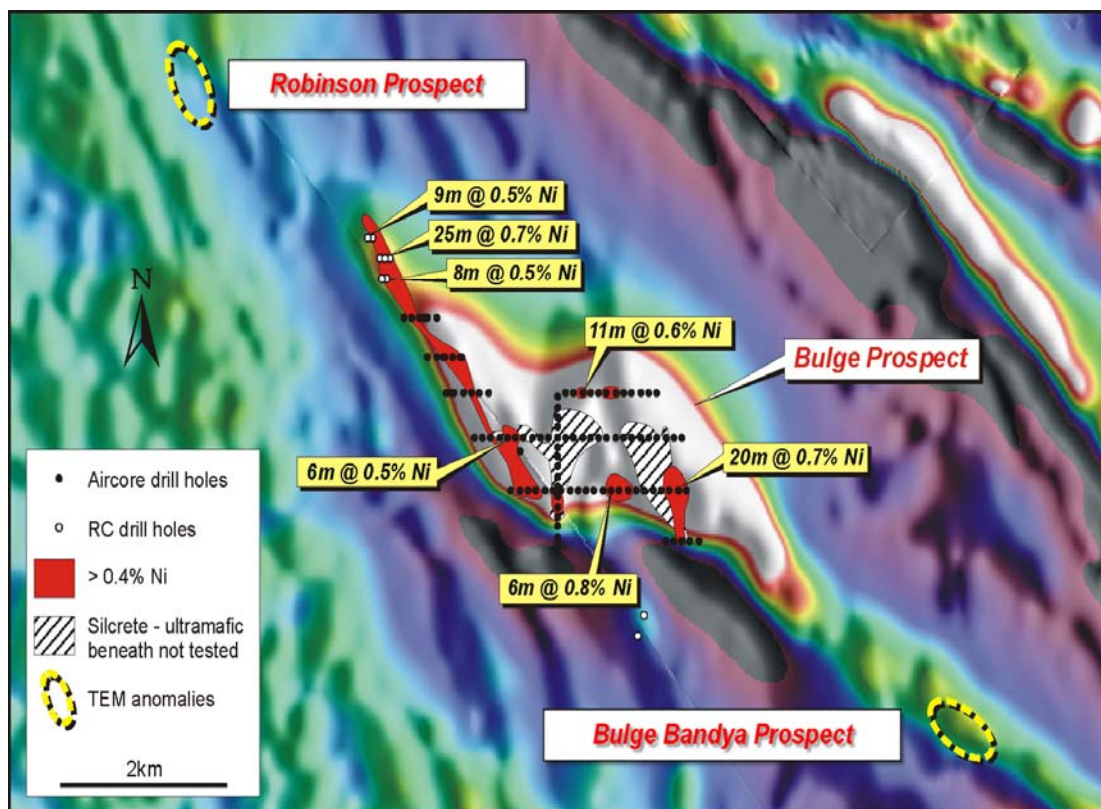 Robinson Prospect
9m @ 0.5% Ni
25m @ 0.7% Ni
8m @ 0.5% Ni
N
11m @ 0.6% Ni
Bulge Prospect
6m @ 0.5% Ni
20m @ 0.7% Ni
6m @ 0.8% Ni
Bulge Bandya Prospect
Aircore drill holes
RC drill holes
> 0.4% Ni
Silcrete - ultramafic
beneath not tested
TEM anomalies
2km